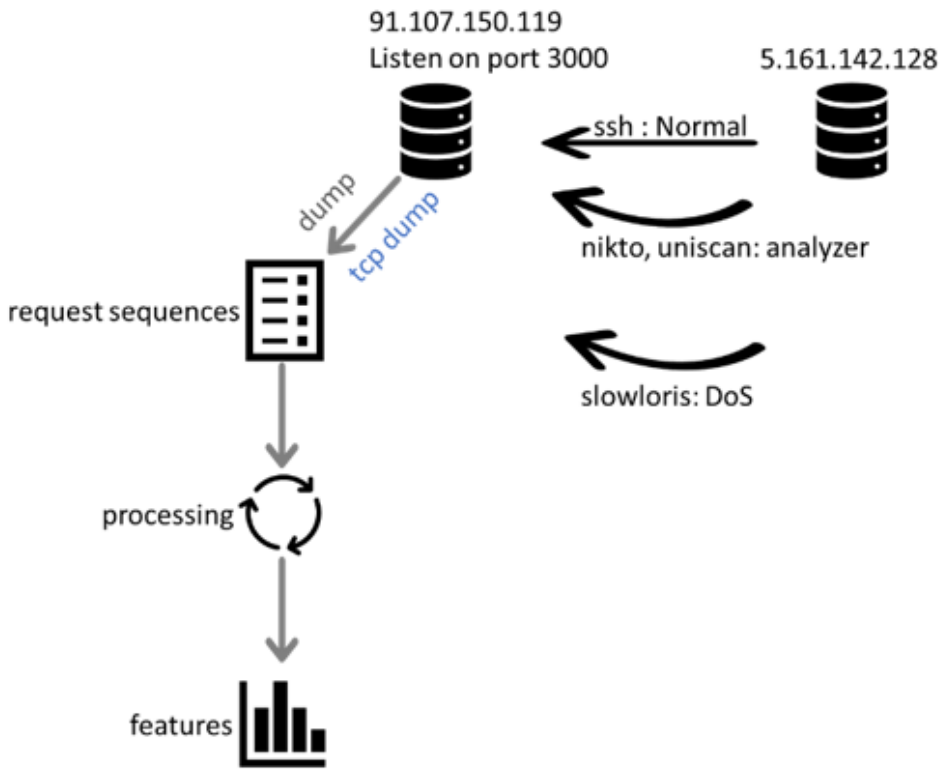 91.107.150.119
Listen on port 3000
5.161.142.128
ssh : Normal
dump
tcp dump
nikto, uniscan: analyzer
request sequences
slowloris: DoS
processing
features